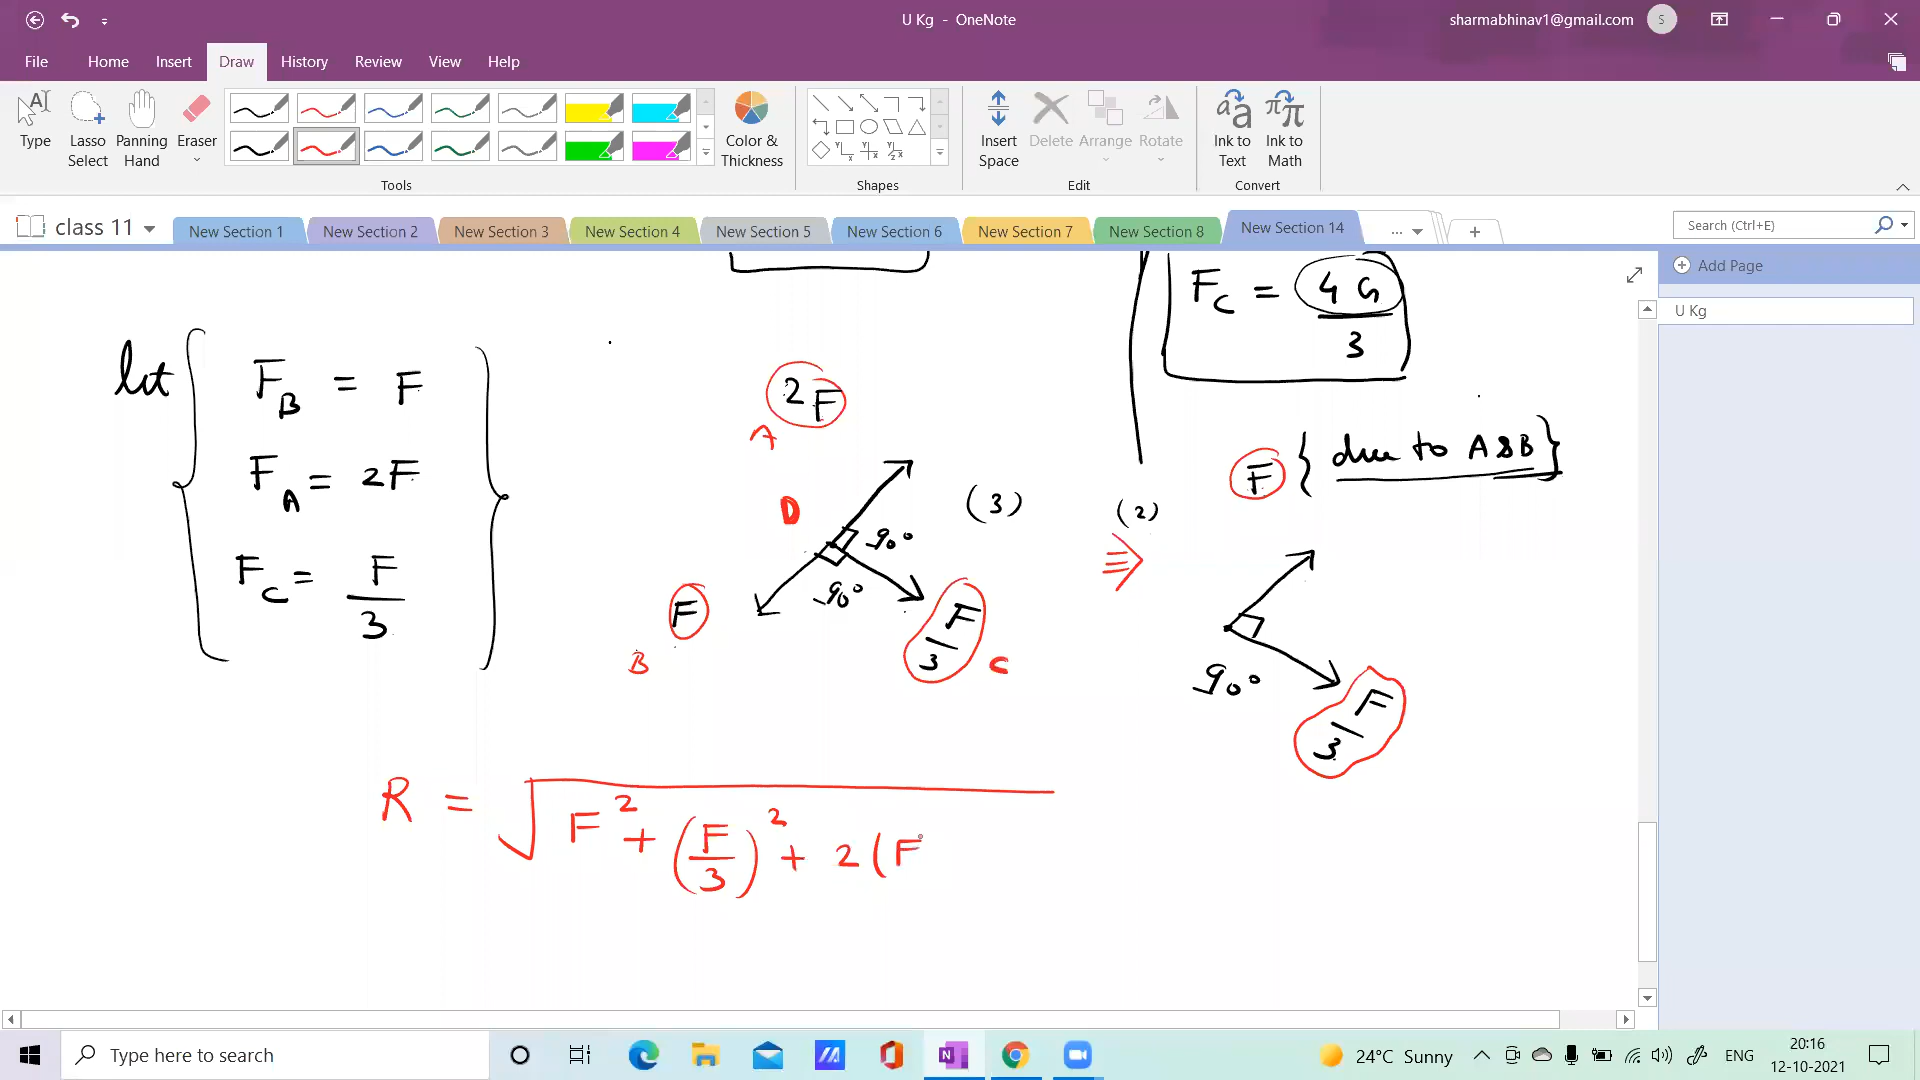 U Kg - OneNote
sharmabhinav1@gmail.com
S
File Home Insert Draw History Review View Help
Type
Lasso Select
Panning Hand
Eraser
Color & Thickness
Insert Space
Delete
Arrange
Rotate
Ink to Text
Ink to Math
Tools Shapes Edit Convert
class 11
New Section 1 New Section 2 New Section 3 New Section 4 New Section 5 New Section 6 New Section 7 New Section 8 New Section 14 ... +
Search (Ctrl+E)
Add Page
U Kg
F_C = 4G/3
let { F_B = F
F_A = 2F
F_C = F/3 }
2F
A
D
90°
90°
(3)
F
B
F/3
C
(2)
⇒
F { due to A & B }
90°
F/3
R = √ F² + (F/3)² + 2 (F
Type here to search
24°C Sunny
ENG
20:16
12-10-2021